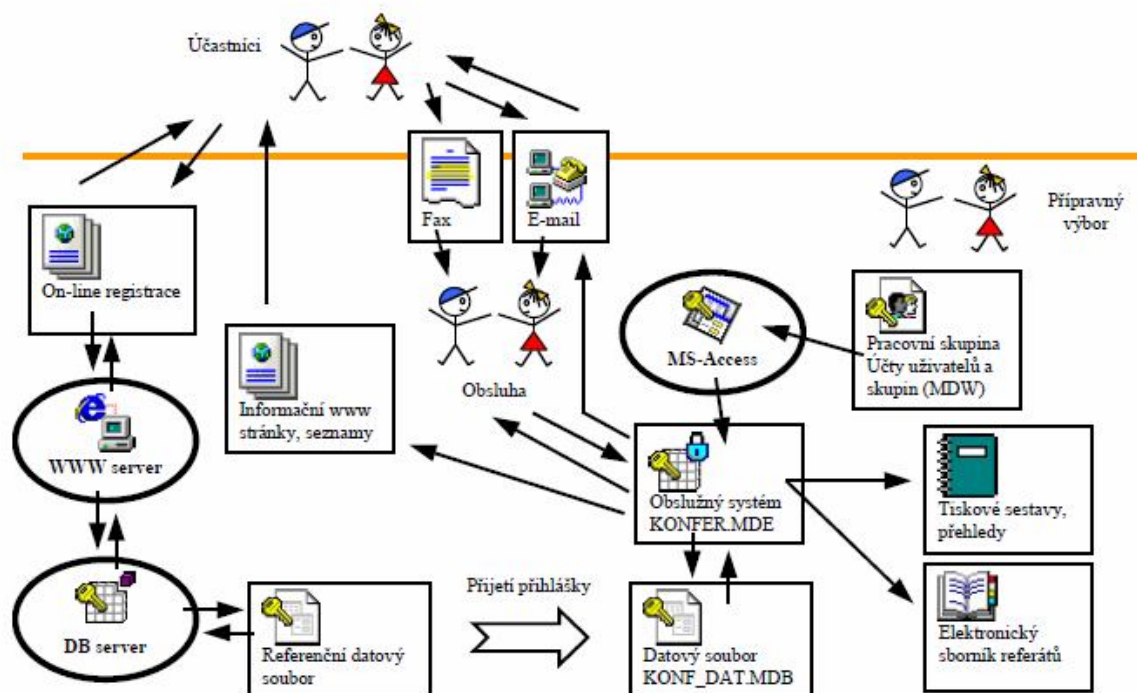 Účastníci
Fax
E-mail
Přípravný
výbor
On-line registrace
MS-Access
Pracovní skupina
Účty uživatelů a
skupin (MDW)
Obsluha
Informační www
stránky, seznamy
WWW server
Obslužný systém
KONFER.MDE
Tiskové sestavy,
přehledy
Přijetí přihlášky
DB server
Referenční datový
soubor
Datový soubor
KONF_DAT.MDB
Elektronický
sborník referátů